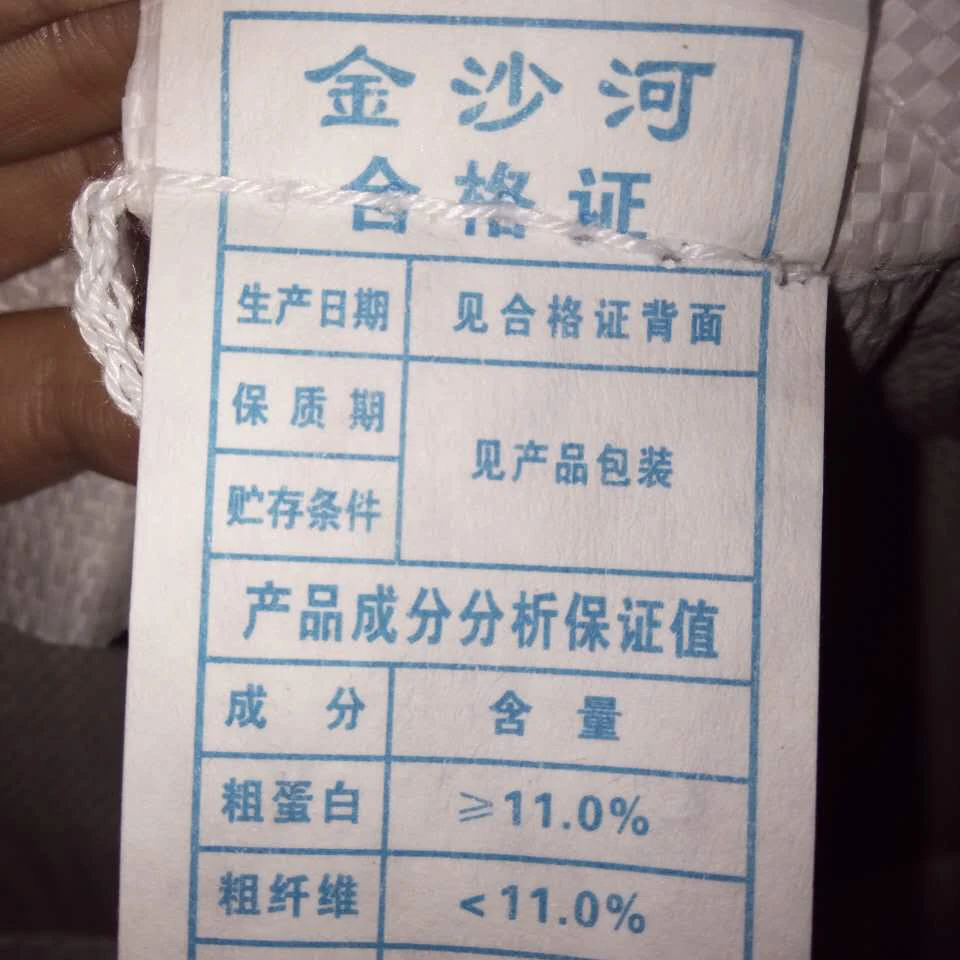 金沙河
合格证
生产日期 见合格证背面
保质期 见产品包装
贮存条件
产品成分分析保证值
成分 含量
粗蛋白 ≥11.0%
粗纤维 <11.0%